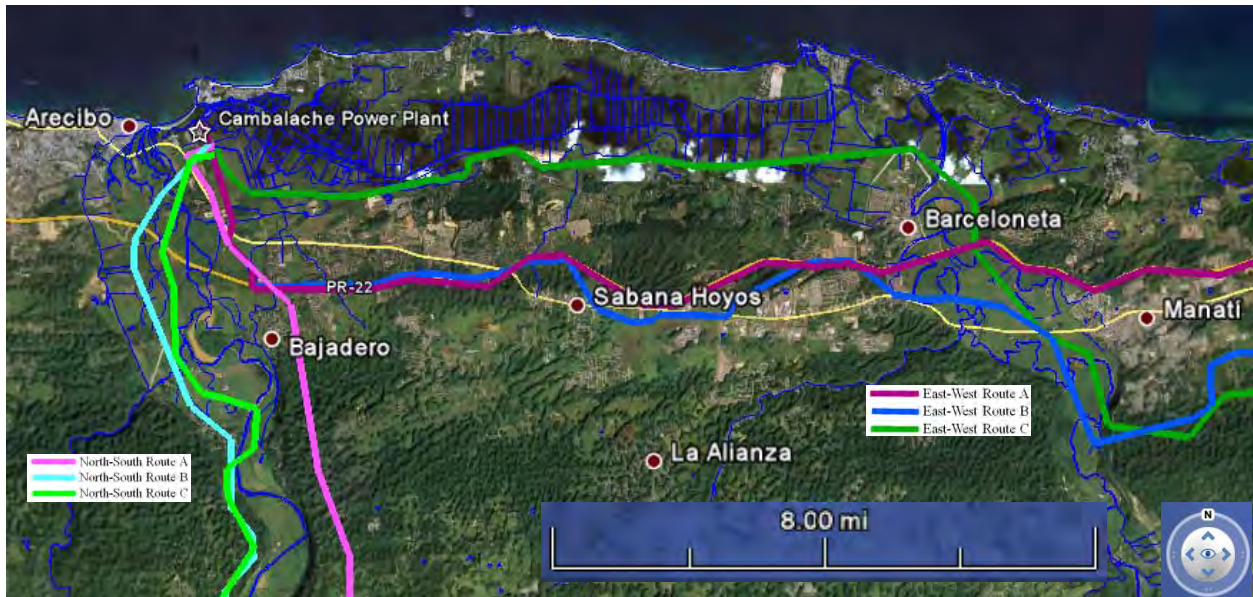 Arecibo
Cambalache Power Plant
Barceloneta
PR-22
Sabana Hoyos
Manatí
Bajadero
East-West Route A
East-West Route B
East-West Route C
La Alianza
North-South Route A
North-South Route B
North-South Route C
8.00 mi
N